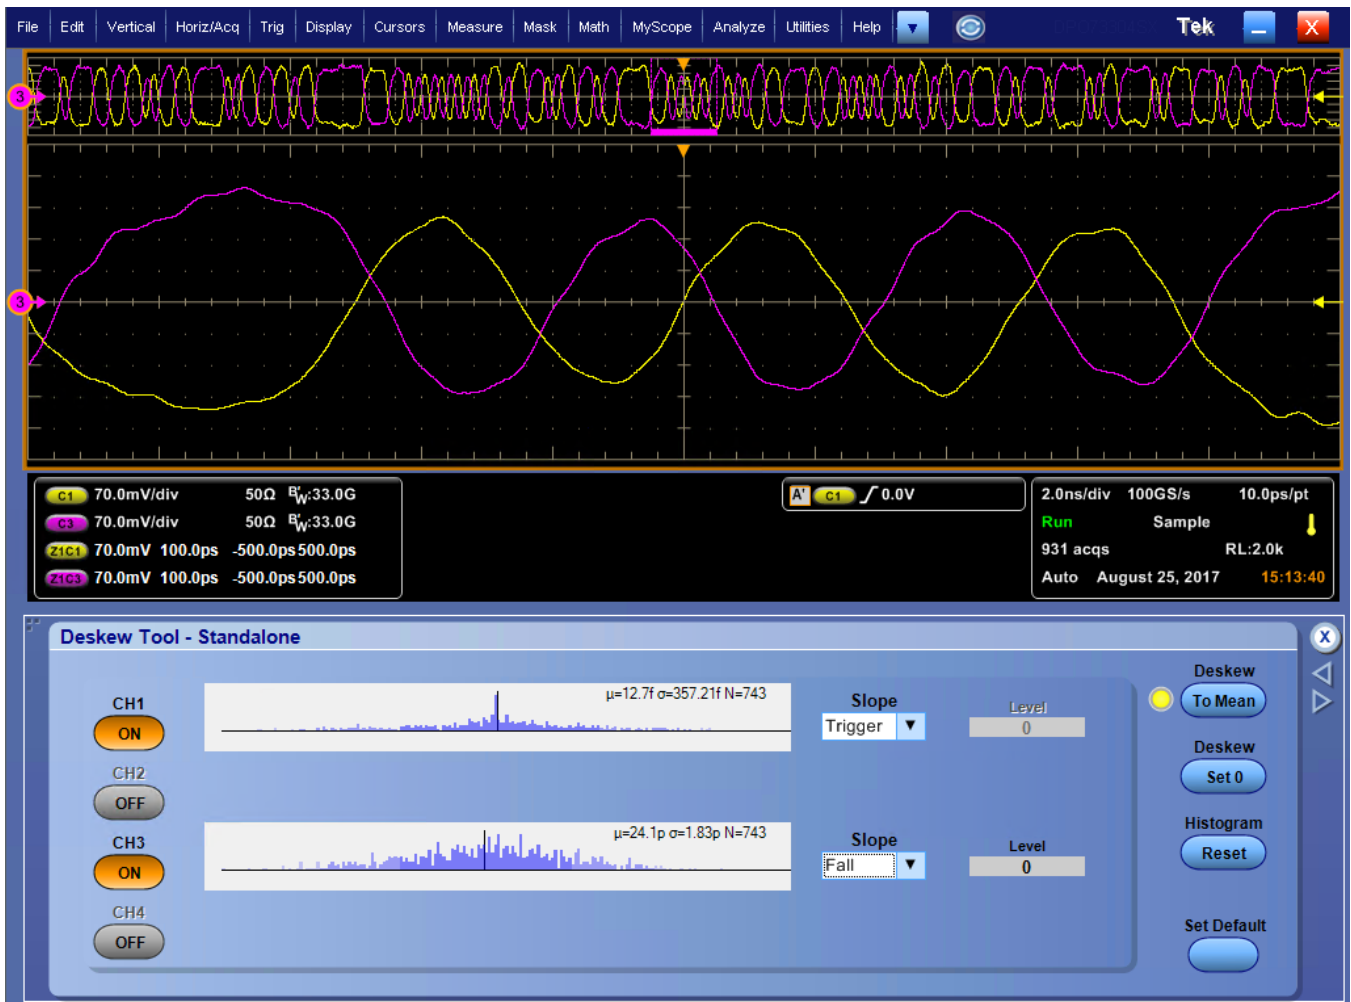 File Edit Vertical Horiz/Acq Trig Display Cursors Measure Mask Math MyScope Analyze Utilities Help Tek X
3
3
C1 70.0mV/div 50Ω BW:33.0G
C3 70.0mV/div 50Ω BW:33.0G
Z1C1 70.0mV 100.0ps -500.0ps 500.0ps
Z1C3 70.0mV 100.0ps -500.0ps 500.0ps
A' C1 0.0V
2.0ns/div 100GS/s 10.0ps/pt
Run Sample
931 acqs RL:2.0k
Auto August 25, 2017 15:13:40
Deskew Tool - Standalone
X
CH1
ON
μ=12.7f σ=357.21f N=743
Slope
Trigger
Level
0
Deskew
To Mean
CH2
OFF
Deskew
Set 0
CH3
ON
μ=24.1p σ=1.83p N=743
Slope
Fall
Level
0
Histogram
Reset
CH4
OFF
Set Default